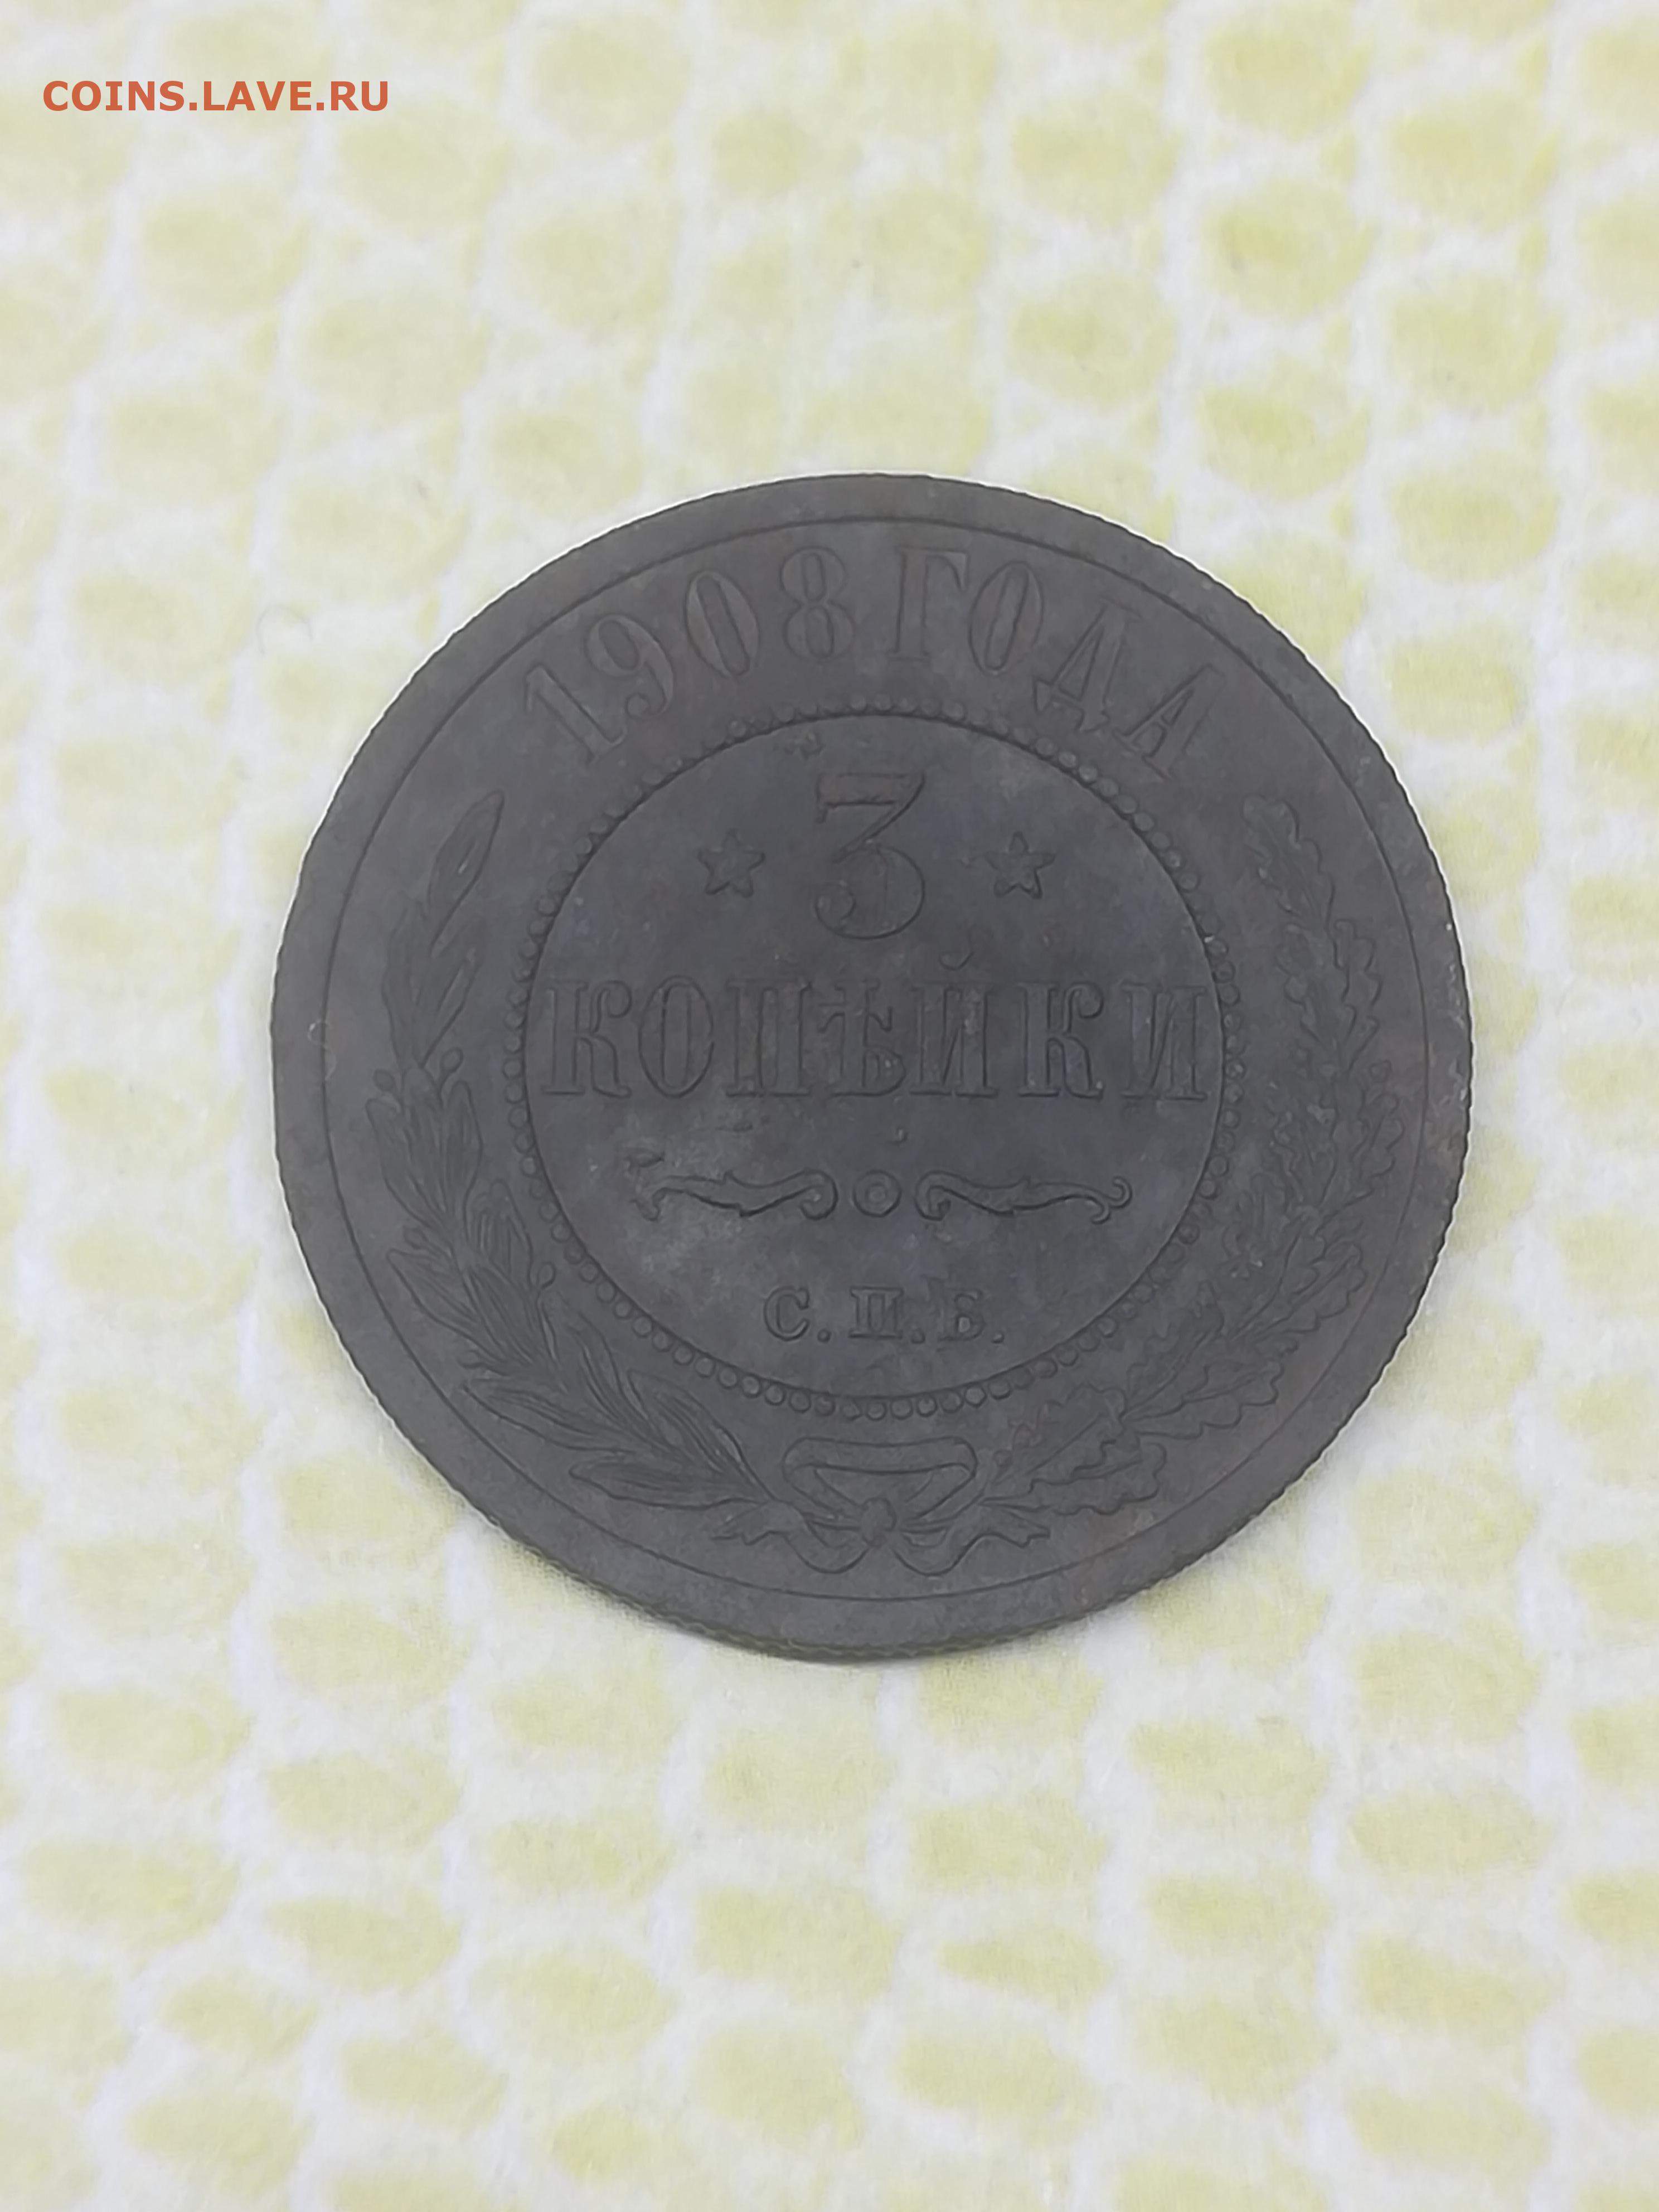 COINS.LAVE.RU
1908 ГОДА
3
КОПѢЙКИ
С.П.Б.